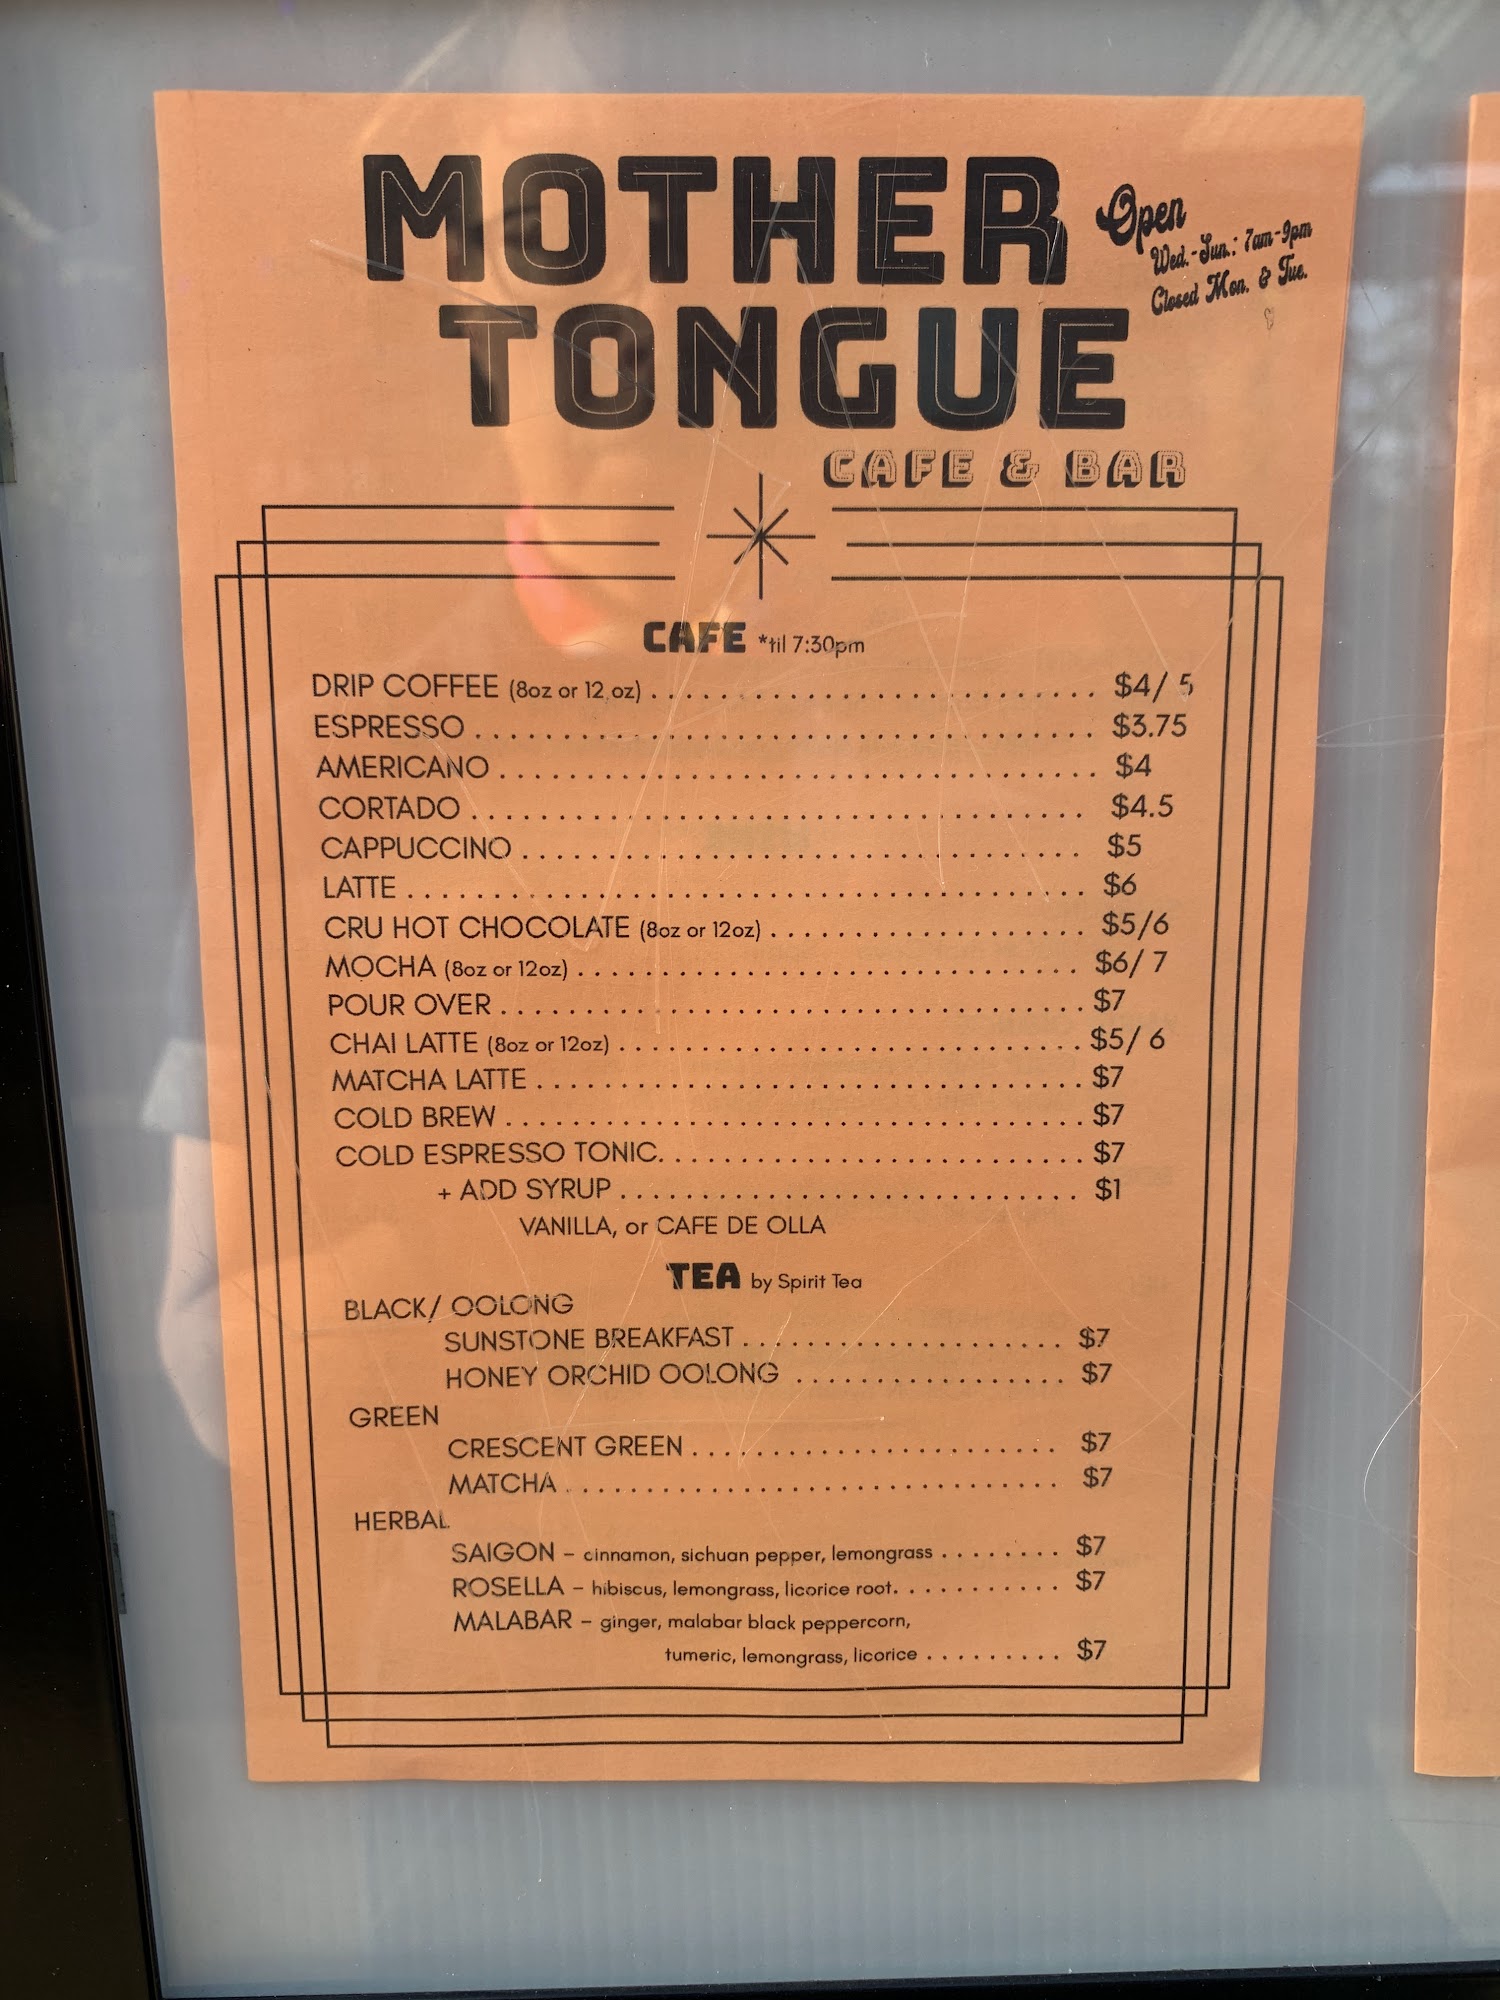 MOTHER
TONGUE
CAFE & BAR
Open
Wed.-Sun.: 7am-9pm
Closed Mon. & Tue.
CAFE *til 7:30pm
DRIP COFFEE (8oz or 12 oz) . . . . . . . . . . $4/ 5
ESPRESSO . . . . . . . . . . $3.75
AMERICANO . . . . . . . . . . $4
CORTADO . . . . . . . . . . $4.5
CAPPUCCINO . . . . . . . . . . $5
LATTE . . . . . . . . . . $6
CRU HOT CHOCOLATE (8oz or 12oz) . . . . . . . . . . $5/6
MOCHA (8oz or 12oz) . . . . . . . . . . $6/ 7
POUR OVER . . . . . . . . . . $7
CHAI LATTE (8oz or 12oz) . . . . . . . . . . $5/ 6
MATCHA LATTE . . . . . . . . . . $7
COLD BREW . . . . . . . . . . $7
COLD ESPRESSO TONIC. . . . . . . . . . $7
+ ADD SYRUP . . . . . . . . . . $1
VANILLA, or CAFE DE OLLA
TEA by Spirit Tea
BLACK/ OOLONG
SUNSTONE BREAKFAST . . . . . . . . . . $7
HONEY ORCHID OOLONG . . . . . . . . . . $7
GREEN
CRESCENT GREEN . . . . . . . . . . $7
MATCHA . . . . . . . . . . $7
HERBAL
SAIGON – cinnamon, sichuan pepper, lemongrass . . . . . . . . $7
ROSELLA – hibiscus, lemongrass, licorice root. . . . . . . . . . $7
MALABAR – ginger, malabar black peppercorn,
tumeric, lemongrass, licorice . . . . . . . . . $7